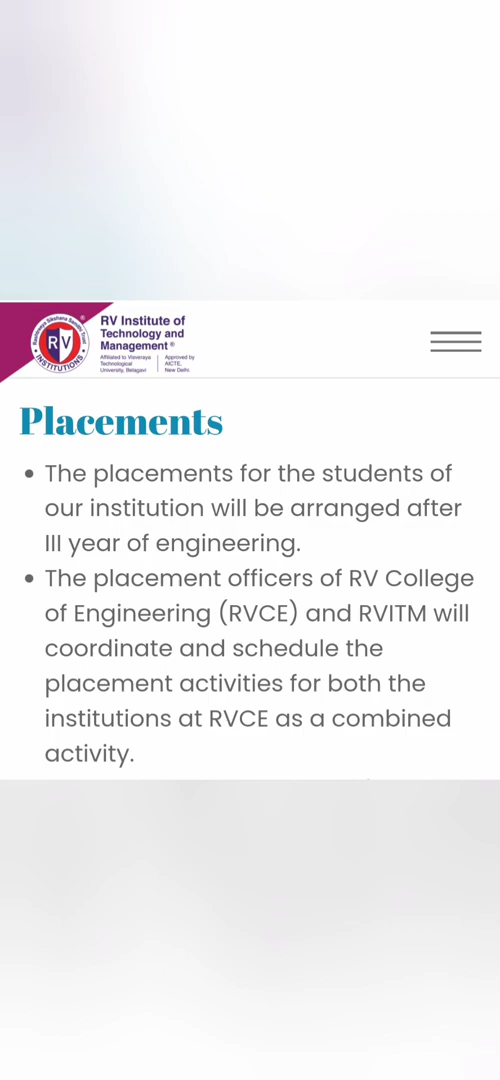 Rashtreeya Sikshana Samithi Trust
RV
INSTITUTIONS
RV Institute of
Technology and
Management ®
Affiliated to Visveraya
Technological
University, Belagavi
Approved by
AICTE,
New Delhi
Placements
• The placements for the students of
our institution will be arranged after
III year of engineering.
• The placement officers of RV College
of Engineering (RVCE) and RVITM will
coordinate and schedule the
placement activities for both the
institutions at RVCE as a combined
activity.